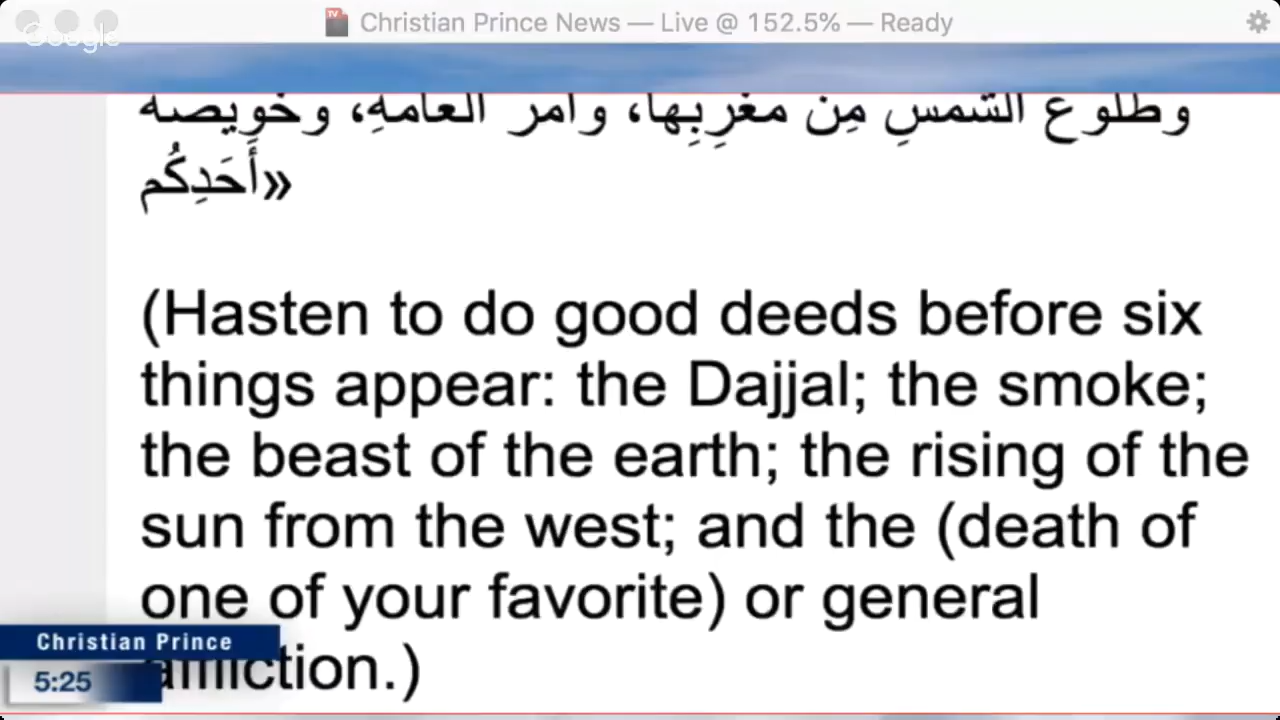 Christian Prince News — Live @ 152.5% — Ready
Google
وطلوع الشمسِ مِن مغرِبِها، وأمر العامةِ، وخويصة
أَحَدِكُم»
(Hasten to do good deeds before six
things appear: the Dajjal; the smoke;
the beast of the earth; the rising of the
sun from the west; and the (death of
one of your favorite) or general
affliction.)
Christian Prince
5:25